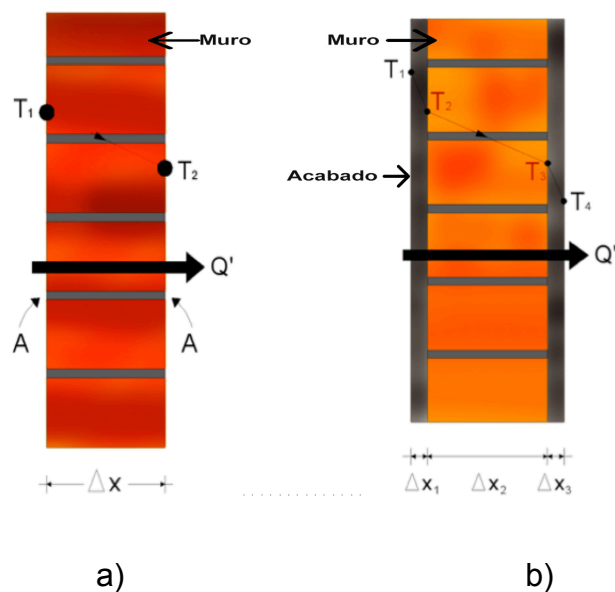 Muro
T1
T2
Q'
A
A
Δx
a)
Muro
T1
T2
Acabado
T3
T4
Q'
Δx1
Δx2
Δx3
b)